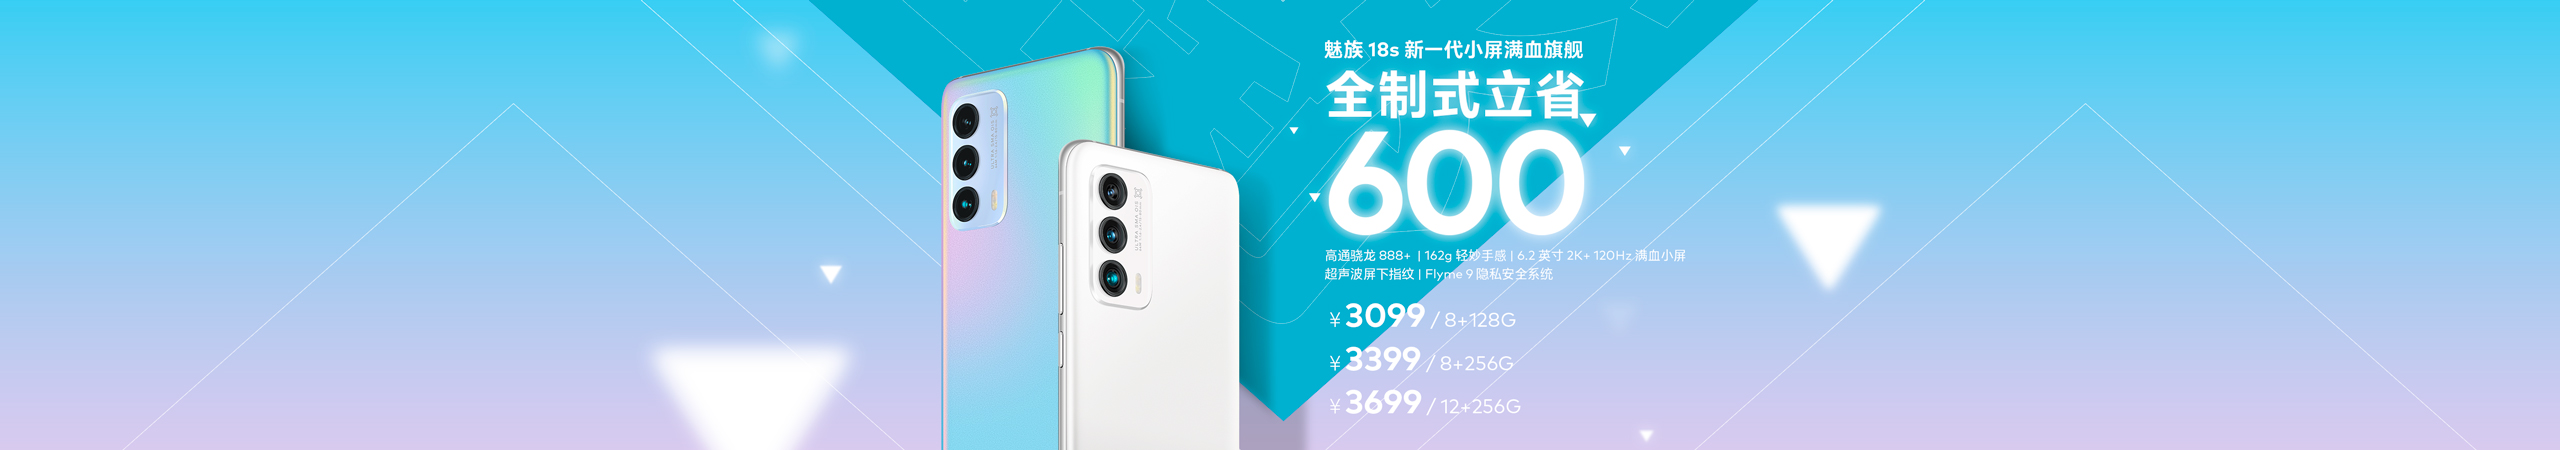 魅族 18s 新一代小屏满血旗舰
全制式立省
600
高通骁龙 888+ | 162g 轻妙手感 | 6.2 英寸 2K+ 120Hz 满血小屏
超声波屏下指纹 | Flyme 9 隐私安全系统
¥ 3099 / 8+128G
¥ 3399 / 8+256G
¥ 3699 / 12+256G